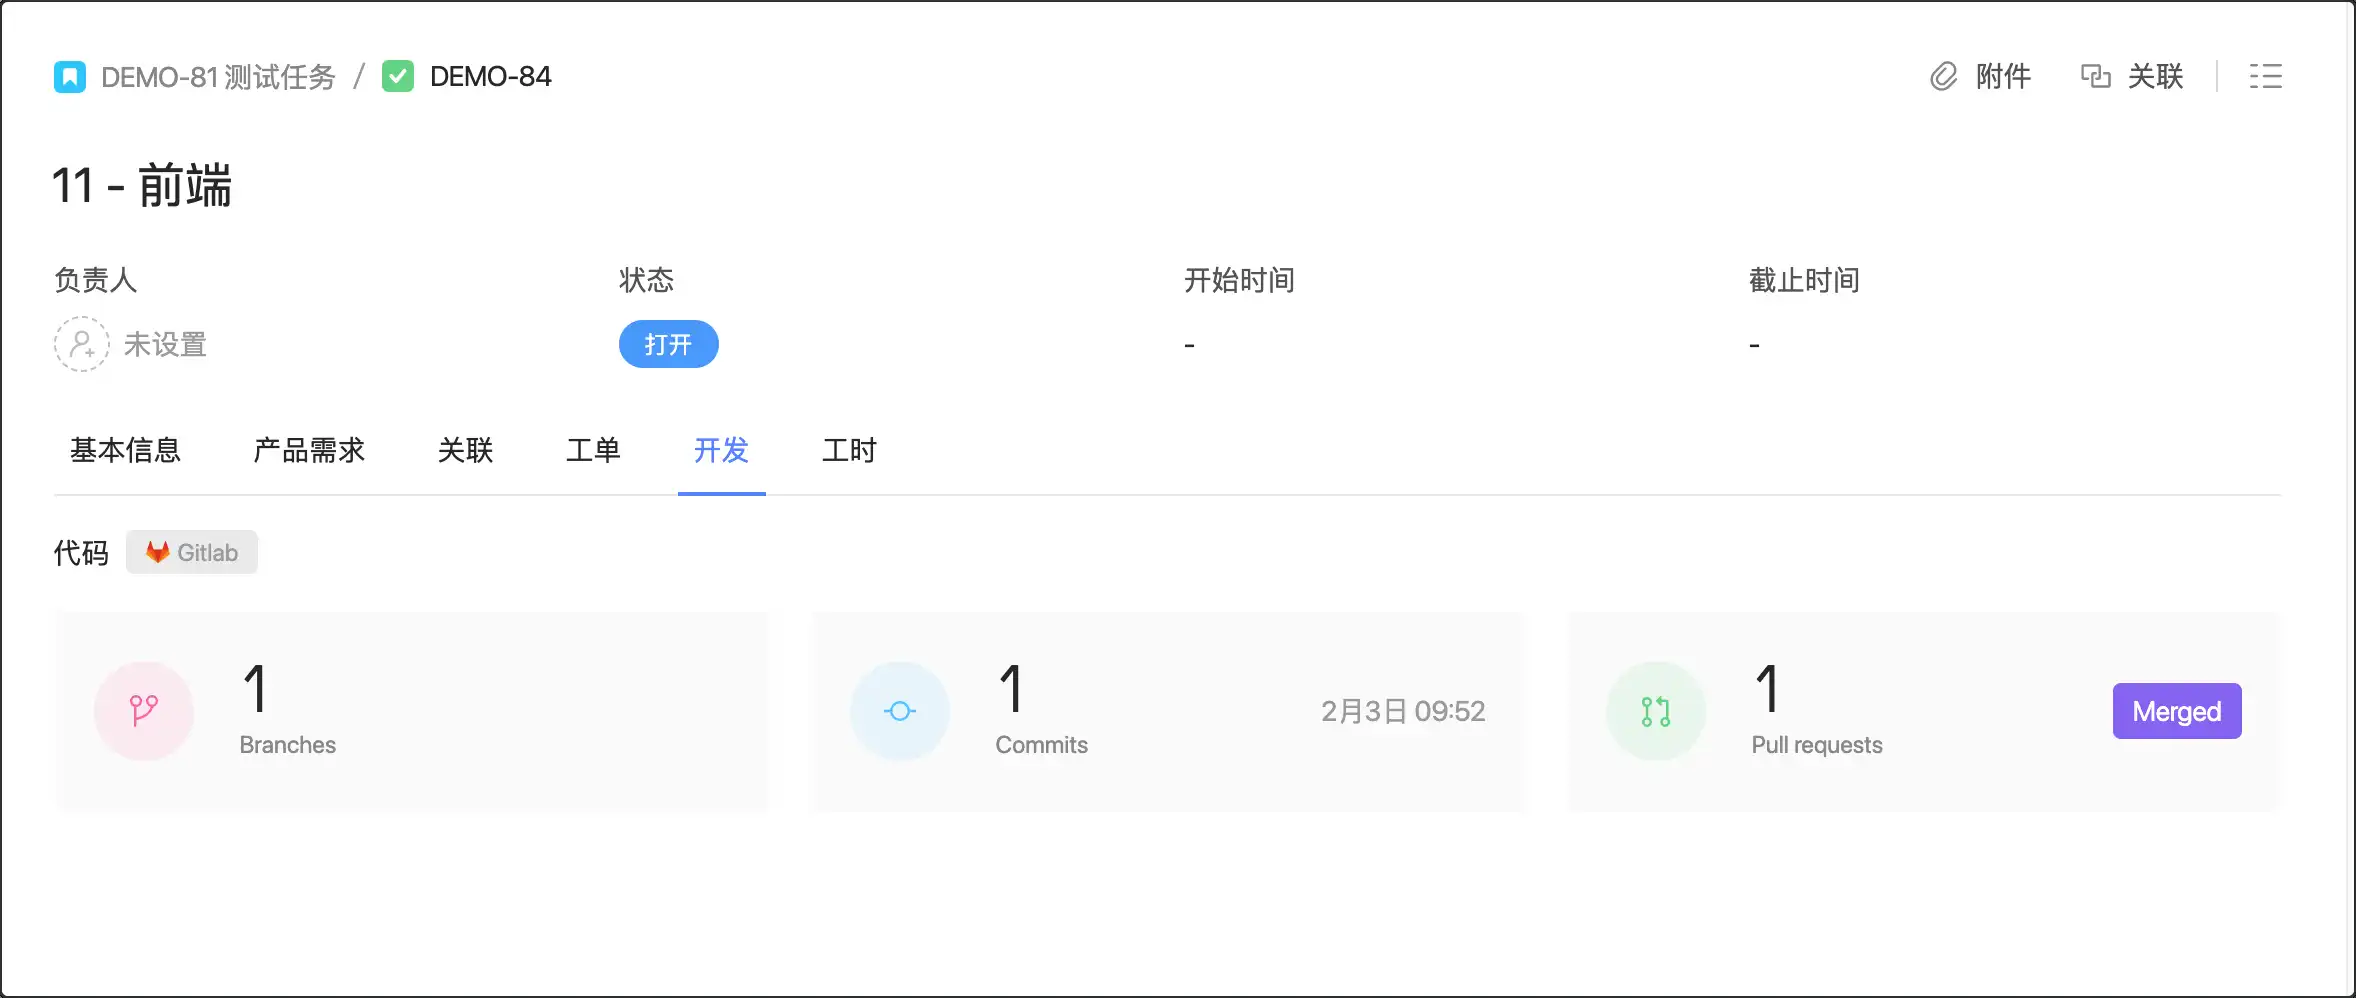 DEMO-81 测试任务 / DEMO-84 附件 关联
11 - 前端
负责人 状态 开始时间 截止时间
未设置 打开 - -
基本信息 产品需求 关联 工单 开发 工时
代码 Gitlab
1 1 2月3日 09:52 1 Merged
Branches Commits Pull requests